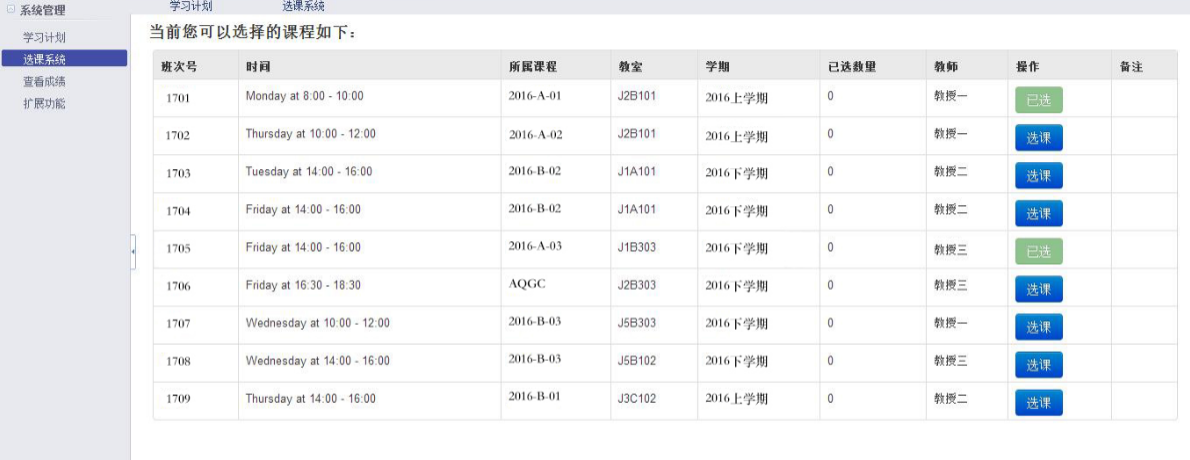 系统管理
学习计划
选课系统
查看成绩
扩展功能
学习计划 选课系统
当前您可以选择的课程如下：
班次号 时间 所属课程 教室 学期 已选数量 教师 操作 备注
1701 Monday at 8:00 - 10:00 2016-A-01 J2B101 2016上学期 0 教授一 已选
1702 Thursday at 10:00 - 12:00 2016-A-02 J2B101 2016上学期 0 教授一 选课
1703 Tuesday at 14:00 - 16:00 2016-B-02 J1A101 2016下学期 0 教授二 选课
1704 Friday at 14:00 - 16:00 2016-B-02 J1A101 2016下学期 0 教授二 选课
1705 Friday at 14:00 - 16:00 2016-A-03 J1B303 2016下学期 0 教授三 已选
1706 Friday at 16:30 - 18:30 AQGC J2B303 2016下学期 0 教授三 选课
1707 Wednesday at 10:00 - 12:00 2016-B-03 J5B303 2016下学期 0 教授一 选课
1708 Wednesday at 14:00 - 16:00 2016-B-03 J5B102 2016下学期 0 教授三 选课
1709 Thursday at 14:00 - 16:00 2016-B-01 J3C102 2016上学期 0 教授二 选课